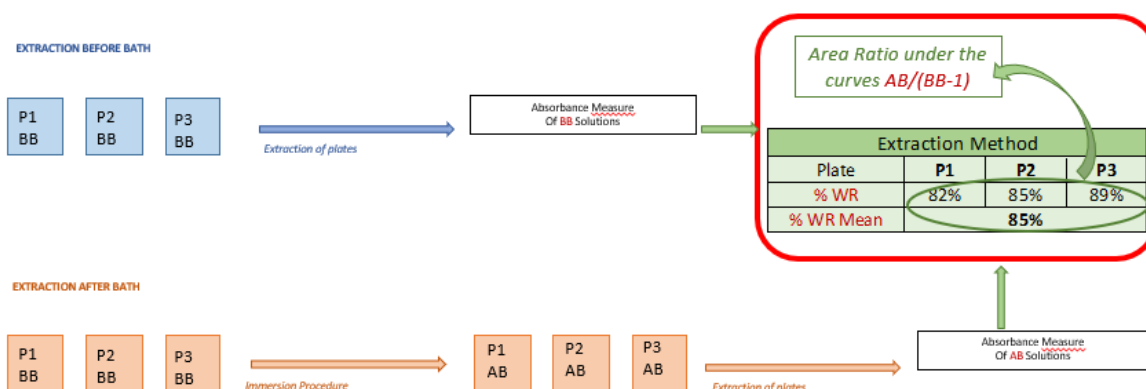 EXTRACTION BEFORE BATH
P1
BB
P2
BB
P3
BB
Extraction of plates
Absorbance Measure
Of BB Solutions
Area Ratio under the
curves AB/(BB-1)
Extraction Method
Plate P1 P2 P3
% WR 82% 85% 89%
% WR Mean 85%
EXTRACTION AFTER BATH
P1
BB
P2
BB
P3
BB
Immersion Procedure
P1
AB
P2
AB
P3
AB
Extraction of plates
Absorbance Measure
Of AB Solutions